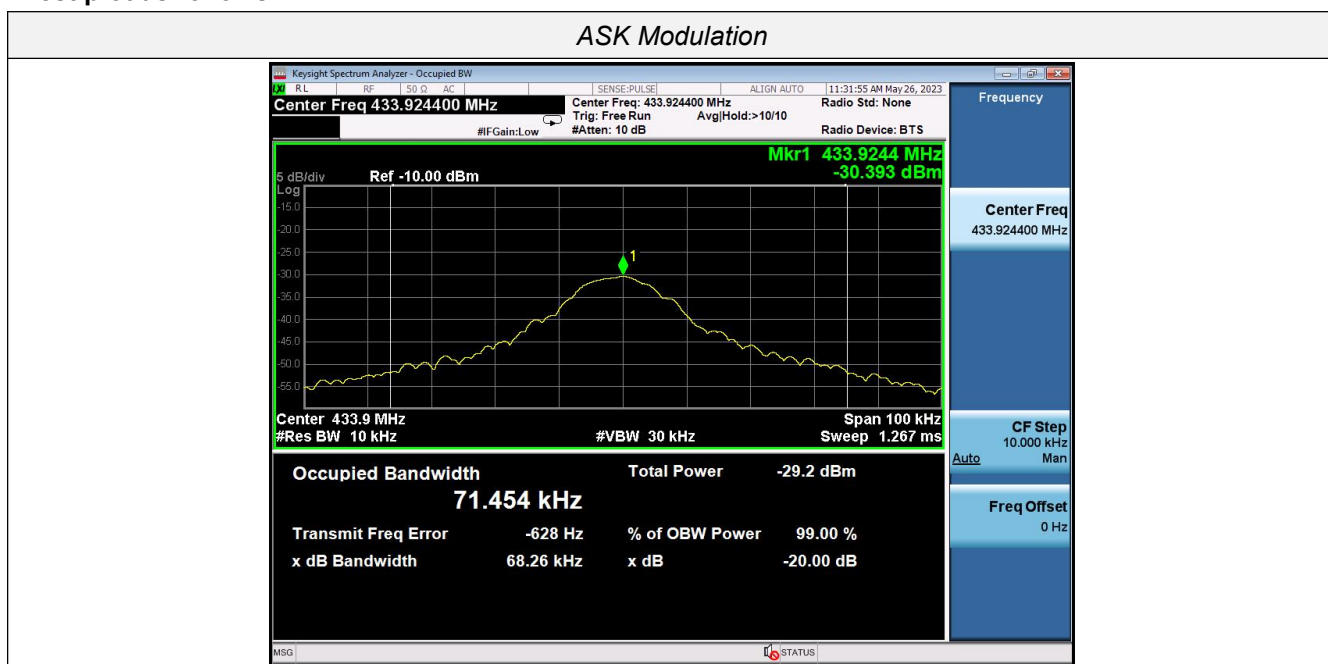 ASK Modulation
Keysight Spectrum Analyzer - Occupied BW
LXI RL RF 50 Ω AC SENSE:PULSE ALIGN AUTO 11:31:55 AM May 26, 2023
Center Freq 433.924400 MHz
Center Freq: 433.924400 MHz
Radio Std: None
Trig: Free Run Avg|Hold:>10/10
#IFGain:Low
#Atten: 10 dB
Radio Device: BTS
Mkr1 433.9244 MHz
-30.393 dBm
5 dB/div Ref -10.00 dBm
Log
-15.0
-20.0
-25.0
-30.0
-35.0
-40.0
-45.0
-50.0
-55.0
1
Center 433.9 MHz Span 100 kHz
#Res BW 10 kHz #VBW 30 kHz Sweep 1.267 ms
Occupied Bandwidth Total Power -29.2 dBm
71.454 kHz
Transmit Freq Error -628 Hz % of OBW Power 99.00 %
x dB Bandwidth 68.26 kHz x dB -20.00 dB
MSG STATUS
Frequency
Center Freq
433.924400 MHz
CF Step
10.000 kHz
Auto Man
Freq Offset
0 Hz